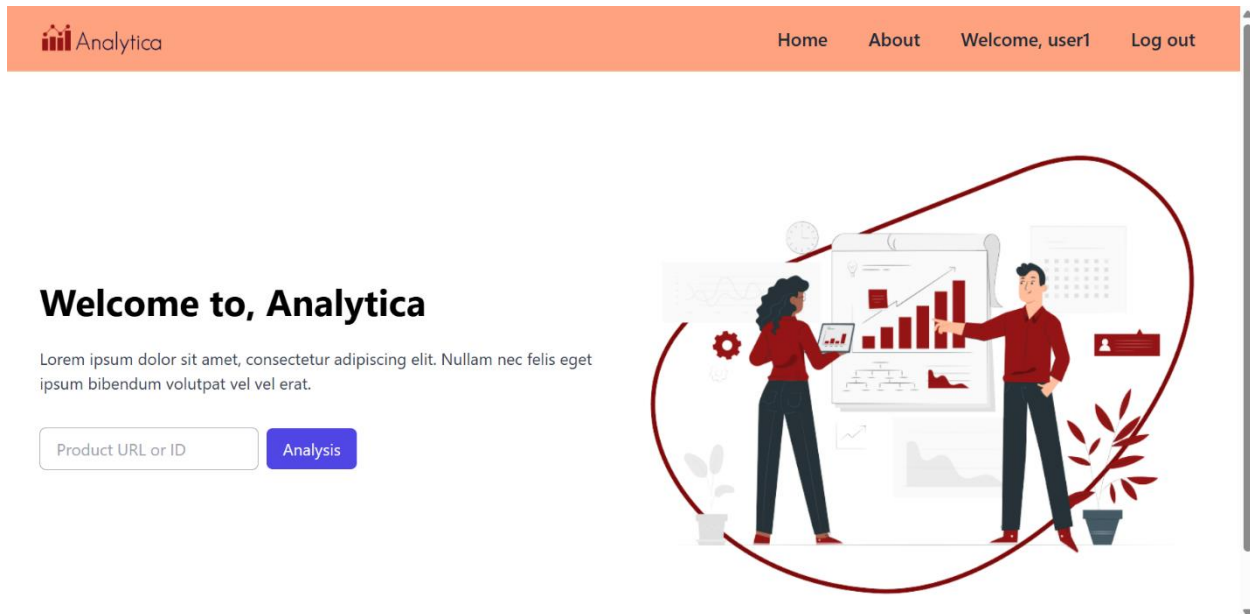 Analytica
Home About Welcome, user1 Log out
Welcome to, Analytica
Lorem ipsum dolor sit amet, consectetur adipiscing elit. Nullam nec felis eget
ipsum bibendum volutpat vel vel erat.
Product URL or ID Analysis